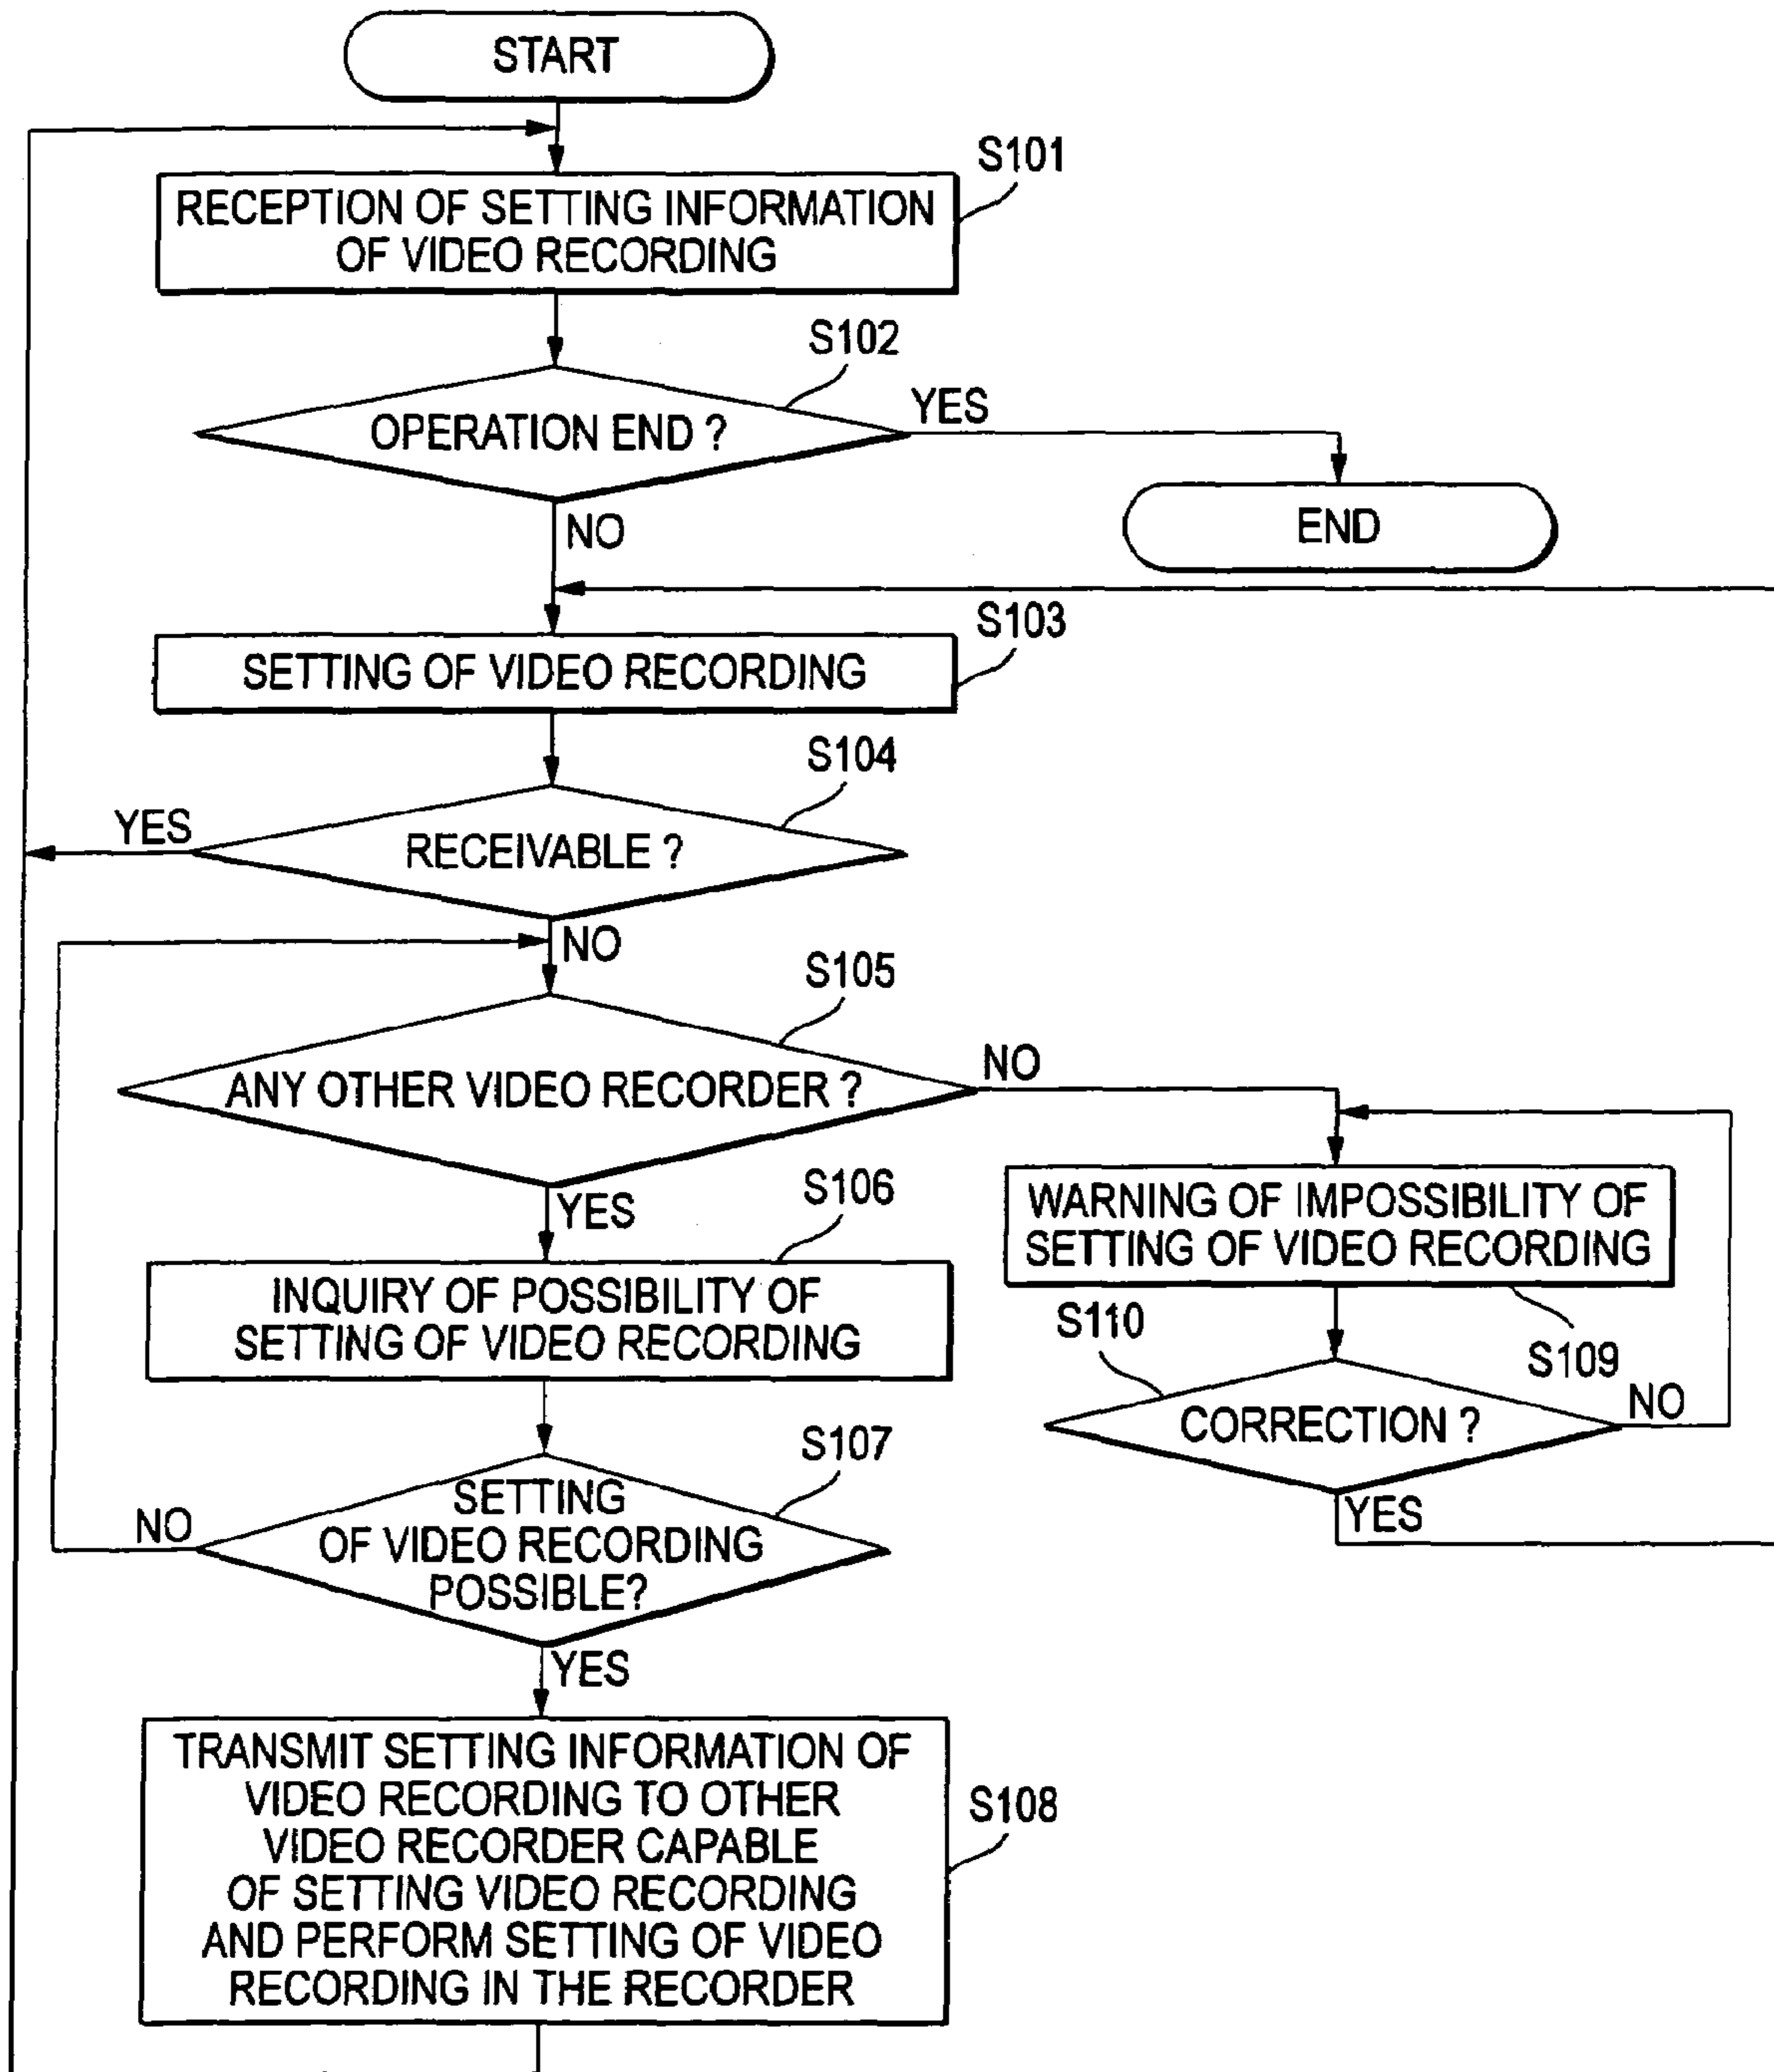 START
S101
RECEPTION OF SETTING INFORMATION
OF VIDEO RECORDING
S102
OPERATION END ?
YES
NO
END
S103
SETTING OF VIDEO RECORDING
S104
YES
RECEIVABLE ?
NO
S105
ANY OTHER VIDEO RECORDER ?
NO
YES
S106
INQUIRY OF POSSIBILITY OF
SETTING OF VIDEO RECORDING
WARNING OF IMPOSSIBILITY OF
SETTING OF VIDEO RECORDING
S109
S110
CORRECTION ?
NO
YES
S107
SETTING
OF VIDEO RECORDING
POSSIBLE?
NO
YES
TRANSMIT SETTING INFORMATION OF
VIDEO RECORDING TO OTHER
VIDEO RECORDER CAPABLE
OF SETTING VIDEO RECORDING
AND PERFORM SETTING OF VIDEO
RECORDING IN THE RECORDER
S108